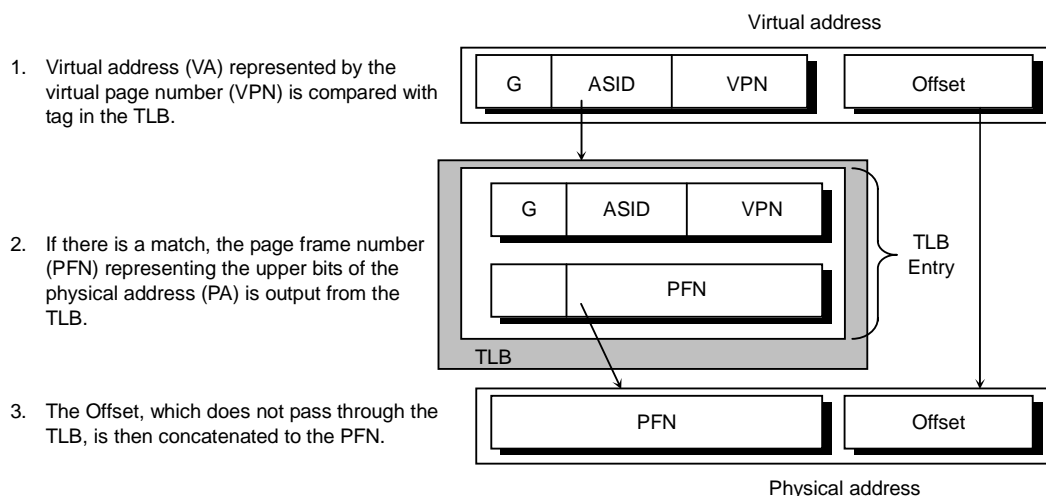 Virtual address
1. Virtual address (VA) represented by the
virtual page number (VPN) is compared with
tag in the TLB.
G ASID VPN Offset
G ASID VPN
TLB
Entry
2. If there is a match, the page frame number
(PFN) representing the upper bits of the
physical address (PA) is output from the
TLB.
PFN
TLB
3. The Offset, which does not pass through the
TLB, is then concatenated to the PFN.
PFN Offset
Physical address